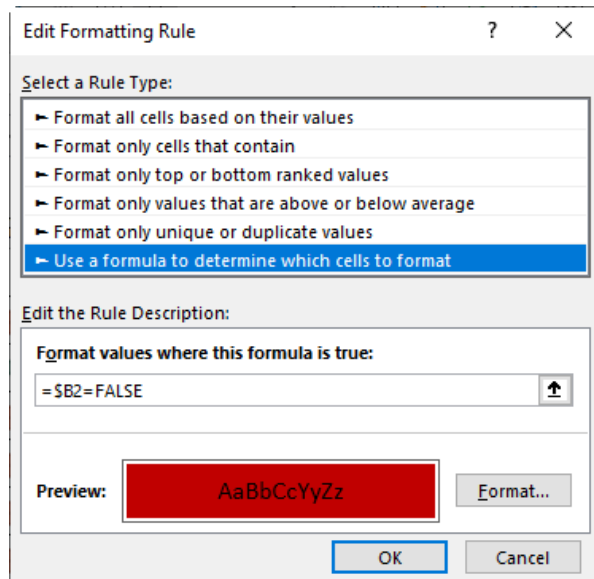 Edit Formatting Rule ? ×
Select a Rule Type:
► Format all cells based on their values
► Format only cells that contain
► Format only top or bottom ranked values
► Format only values that are above or below average
► Format only unique or duplicate values
► Use a formula to determine which cells to format
Edit the Rule Description:
Format values where this formula is true:
=$B2=FALSE
Preview: AaBbCcYyZz Format...
OK Cancel